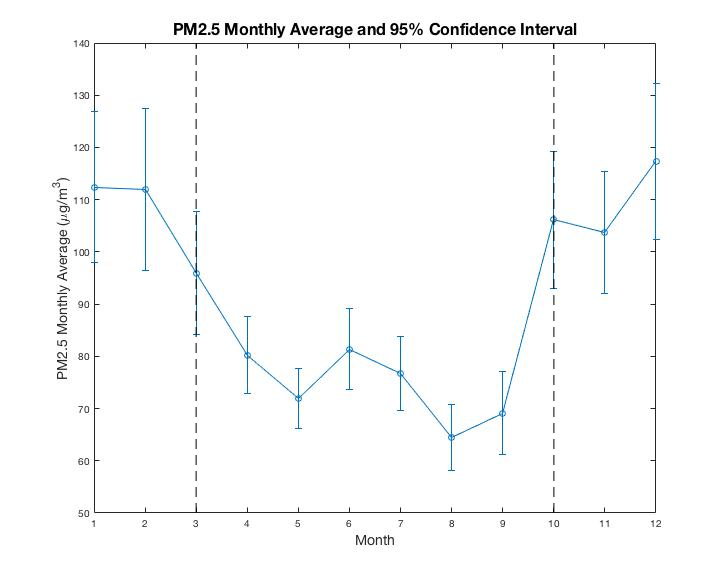 PM2.5 Monthly Average and 95% Confidence Interval
140
130
120
110
100
90
80
70
60
50
PM2.5 Monthly Average (μg/m³)
1 2 3 4 5 6 7 8 9 10 11 12
Month